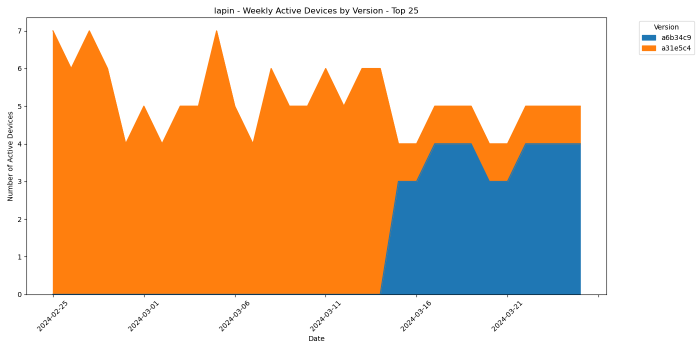 lapin - Weekly Active Devices by Version - Top 25
Version
a6b34c9
a31e5c4
Number of Active Devices
7
6
5
4
3
2
1
0
2024-02-25
2024-03-01
2024-03-06
2024-03-11
2024-03-16
2024-03-21
Date